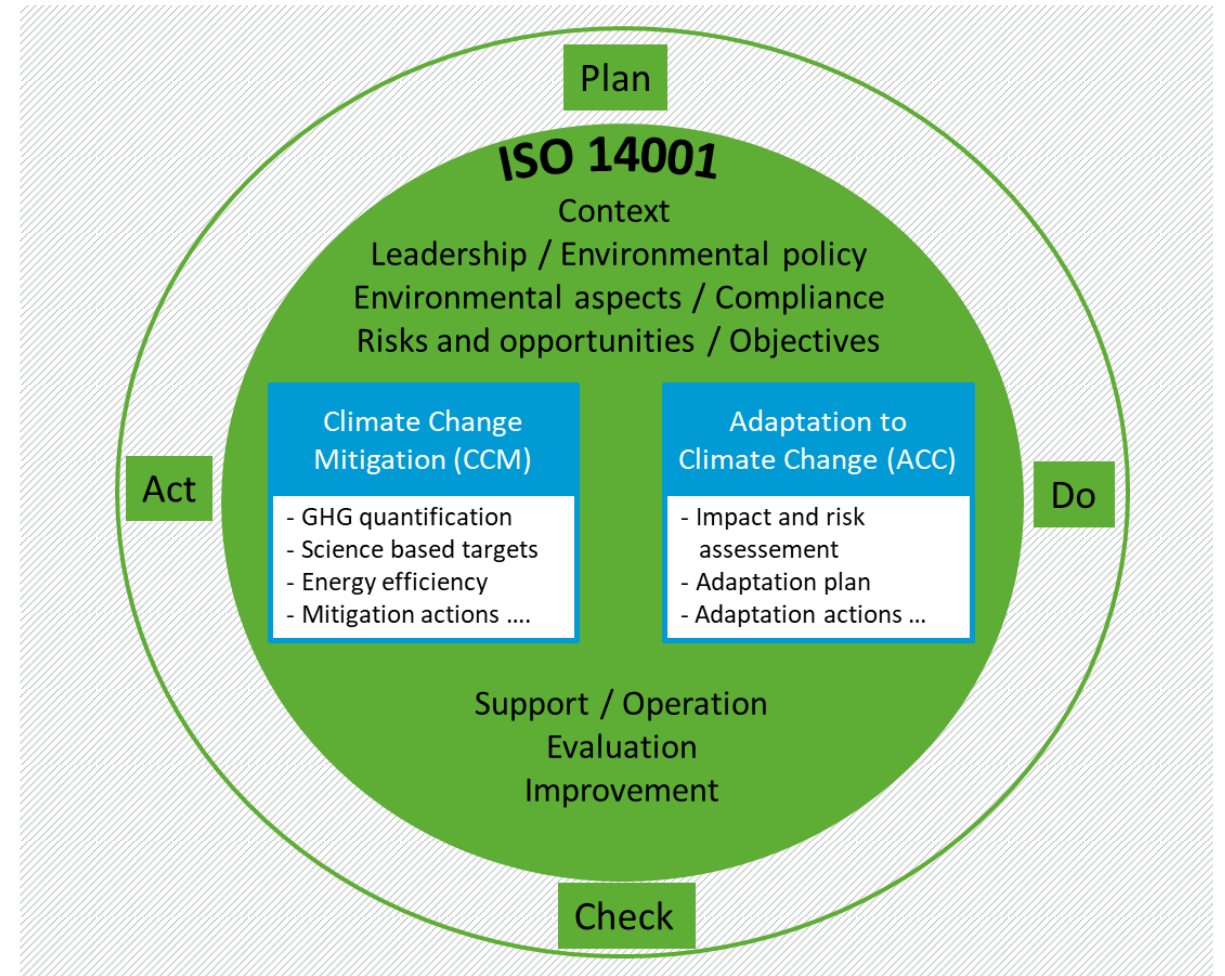 Plan
ISO 14001
Context
Leadership / Environmental policy
Environmental aspects / Compliance
Risks and opportunities / Objectives
Climate Change
Mitigation (CCM)
- GHG quantification
- Science based targets
- Energy efficiency
- Mitigation actions ....
Adaptation to
Climate Change (ACC)
- Impact and risk
assessement
- Adaptation plan
- Adaptation actions ...
Act
Do
Support / Operation
Evaluation
Improvement
Check